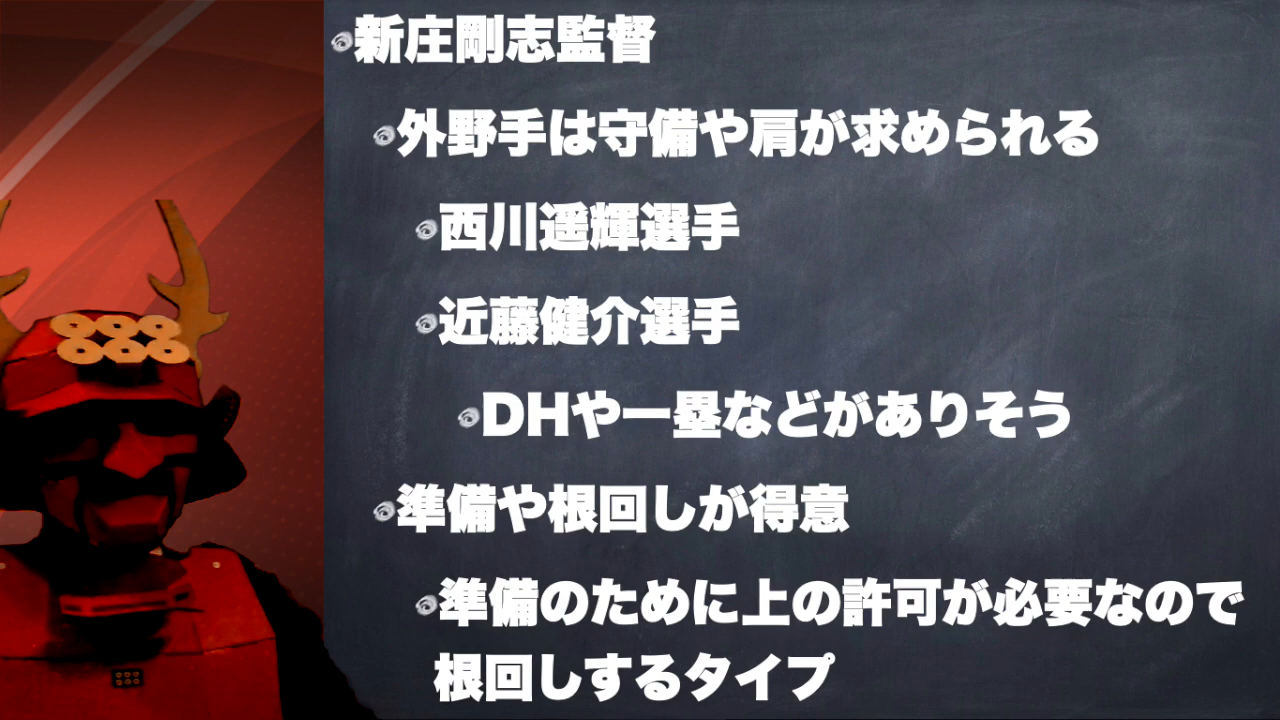 新庄剛志監督
外野手は守備や肩が求められる
西川遥輝選手
近藤健介選手
DHや一塁などがありそう
準備や根回しが得意
準備のために上の許可が必要なので
根回しするタイプ